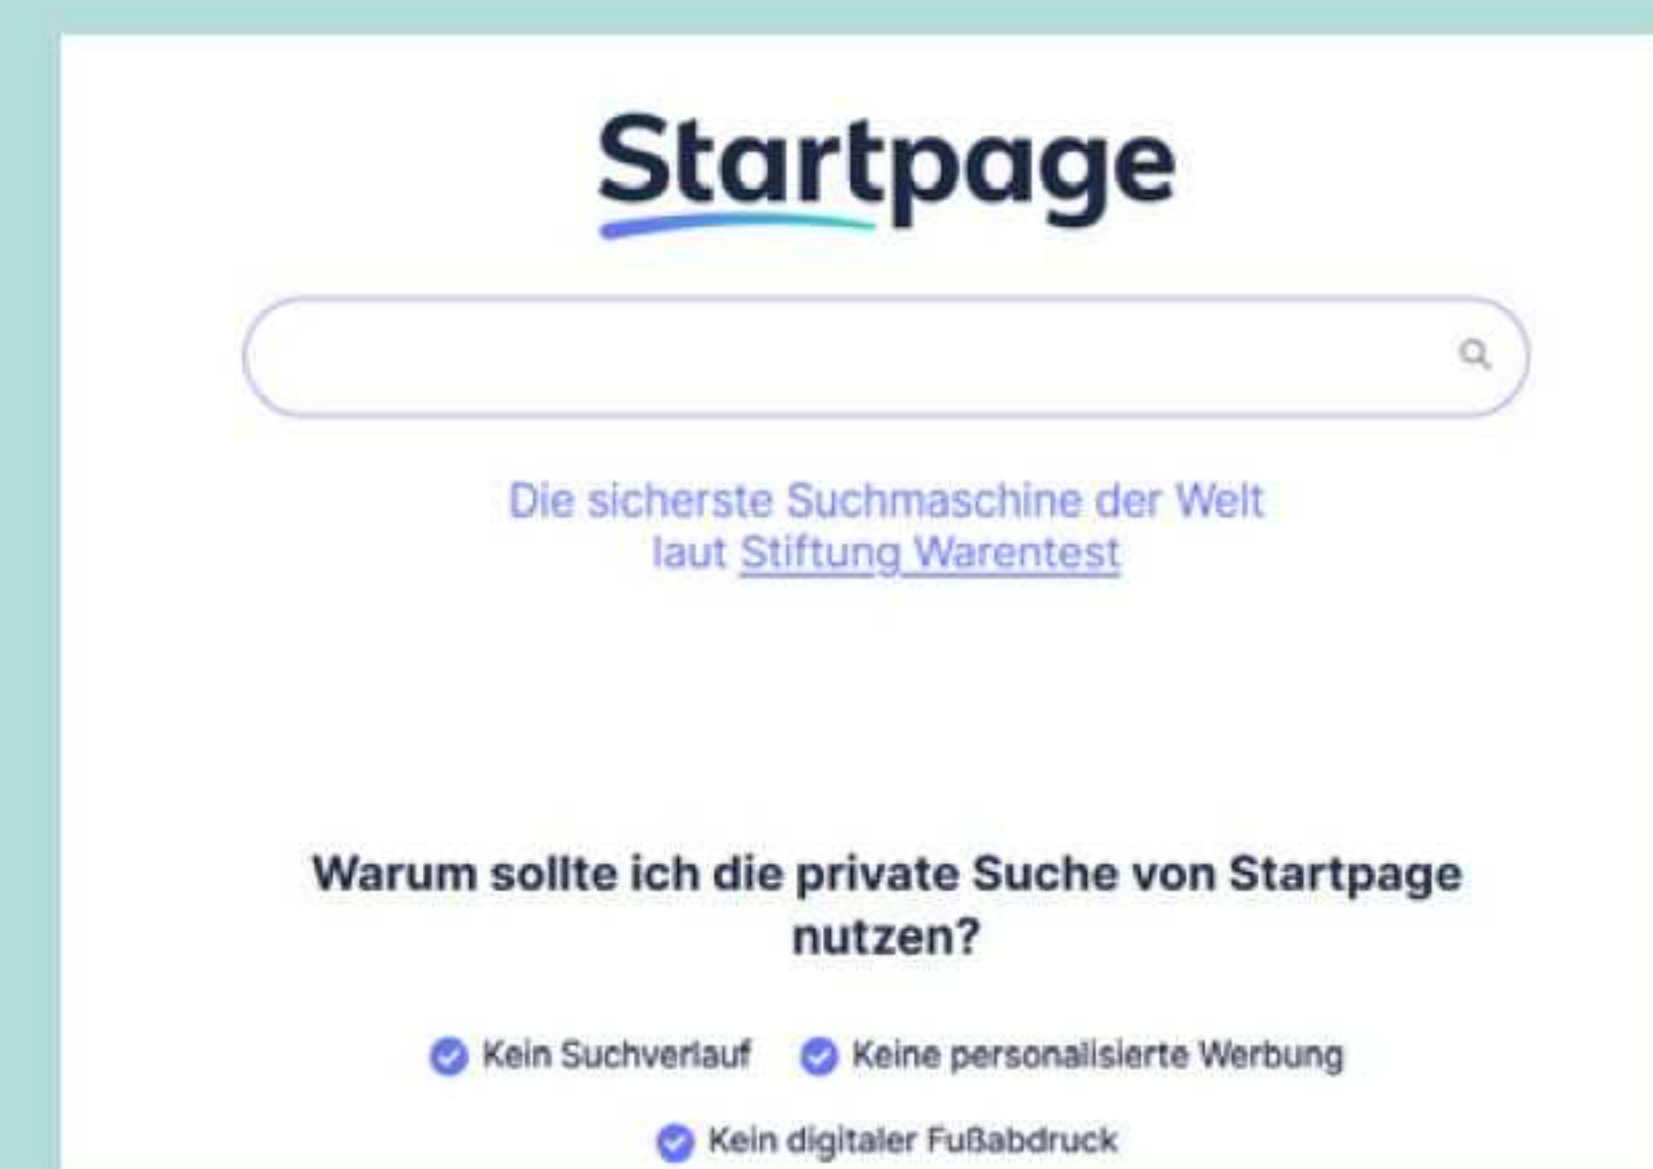 Startpage
Die sicherste Suchmaschine der Welt
laut Stiftung Warentest
Warum sollte ich die private Suche von Startpage
nutzen?
Kein Suchverlauf Keine personalisierte Werbung
Kein digitaler Fußabdruck